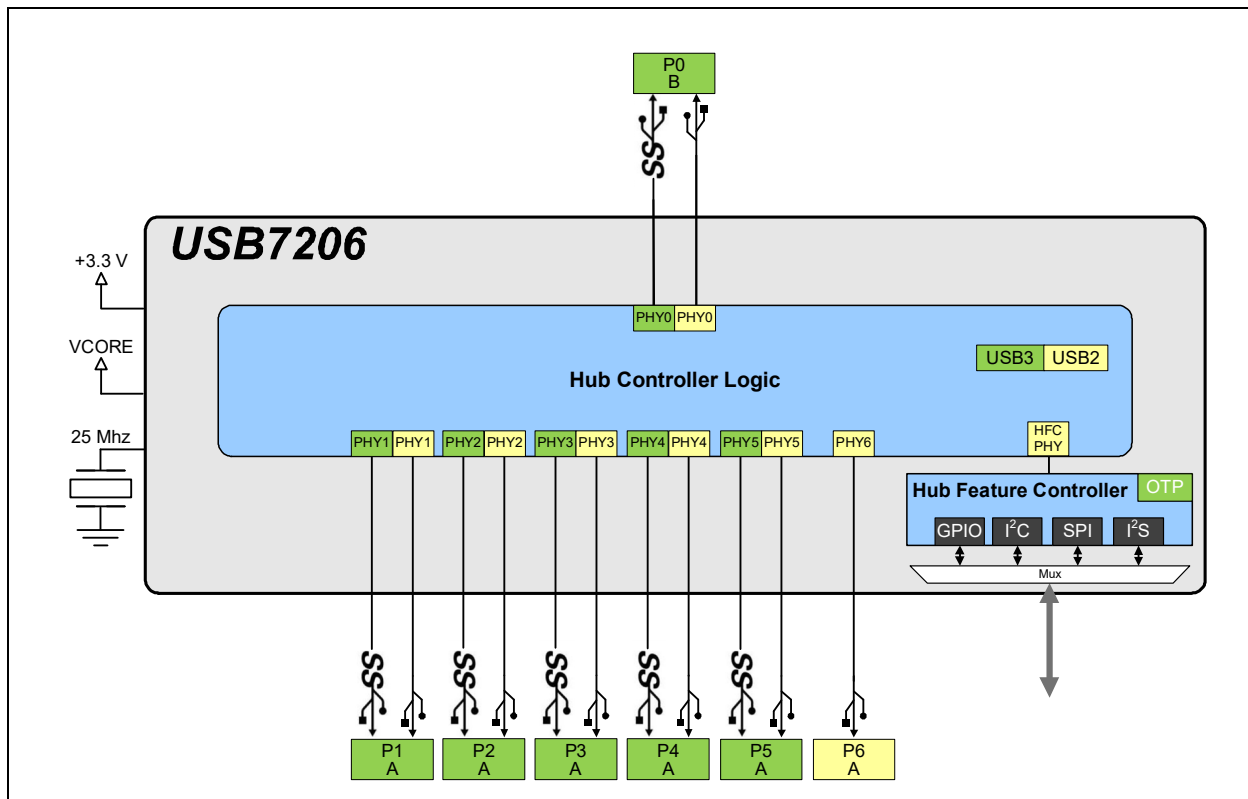 P0
B
SS
USB7206
+3.3 V
PHY0 PHY0
VCORE
USB3 USB2
Hub Controller Logic
25 Mhz
PHY1 PHY1 PHY2 PHY2 PHY3 PHY3 PHY4 PHY4 PHY5 PHY5 PHY6
HFC
PHY
Hub Feature Controller OTP
GPIO I²C SPI I²S
Mux
SS SS SS SS SS
P1
A
P2
A
P3
A
P4
A
P5
A
P6
A